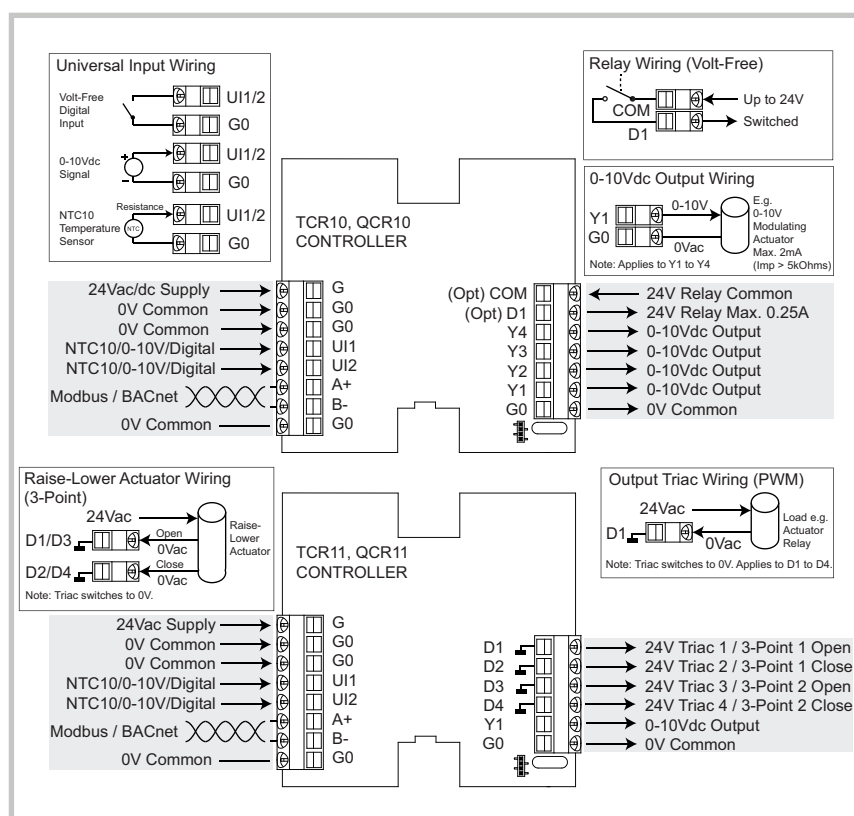 Universal Input Wiring
Volt-Free
Digital
Input
UI1/2
G0
0-10Vdc
Signal
+
-
UI1/2
G0
NTC10
Temperature
Sensor
Resistance
NTC
UI1/2
G0
Relay Wiring (Volt-Free)
COM
D1
Up to 24V
Switched
0-10Vdc Output Wiring
Y1
G0
0-10V
0Vac
E.g.
0-10V
Modulating
Actuator
Max. 2mA
(Imp > 5kOhms)
Note: Applies to Y1 to Y4
TCR10, QCR10
CONTROLLER
24Vac/dc Supply G
0V Common G0
0V Common G0
NTC10/0-10V/Digital UI1
NTC10/0-10V/Digital UI2
Modbus / BACnet A+
B-
0V Common G0
(Opt) COM 24V Relay Common
(Opt) D1 24V Relay Max. 0.25A
Y4 0-10Vdc Output
Y3 0-10Vdc Output
Y2 0-10Vdc Output
Y1 0-10Vdc Output
G0 0V Common
Raise-Lower Actuator Wiring
(3-Point)
24Vac
D1/D3
Open
0Vac
D2/D4
Close
0Vac
Raise-
Lower
Actuator
Note: Triac switches to 0V.
Output Triac Wiring (PWM)
24Vac
D1
0Vac
Load e.g.
Actuator
Relay
Note: Triac switches to 0V. Applies to D1 to D4.
TCR11, QCR11
CONTROLLER
24Vac Supply G
0V Common G0
0V Common G0
NTC10/0-10V/Digital UI1
NTC10/0-10V/Digital UI2
Modbus / BACnet A+
B-
0V Common G0
D1 24V Triac 1 / 3-Point 1 Open
D2 24V Triac 2 / 3-Point 1 Close
D3 24V Triac 3 / 3-Point 2 Open
D4 24V Triac 4 / 3-Point 2 Close
Y1 0-10Vdc Output
G0 0V Common